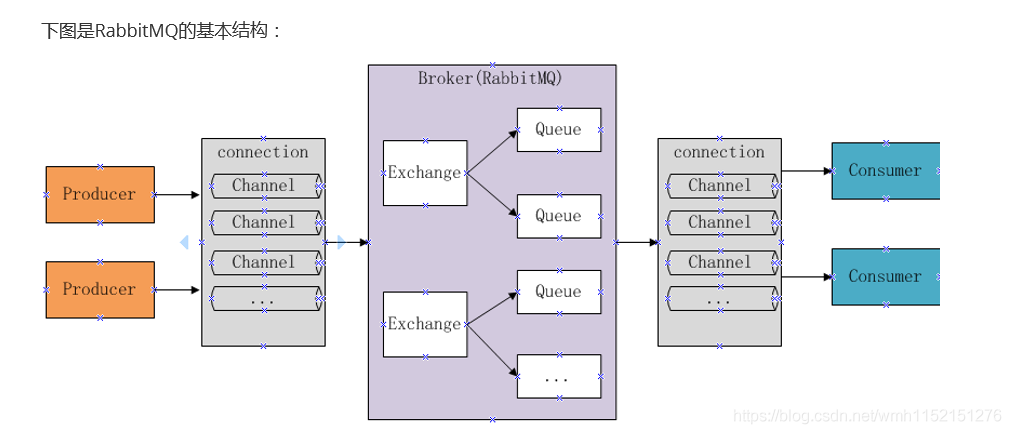 下图是RabbitMQ的基本结构：
Broker(RabbitMQ)
Producer
Producer
connection
Channel
Channel
Channel
...
Exchange
Queue
Queue
Exchange
Queue
...
connection
Channel
Channel
Channel
...
Consumer
Consumer
https://blog.csdn.net/wmh1152151276